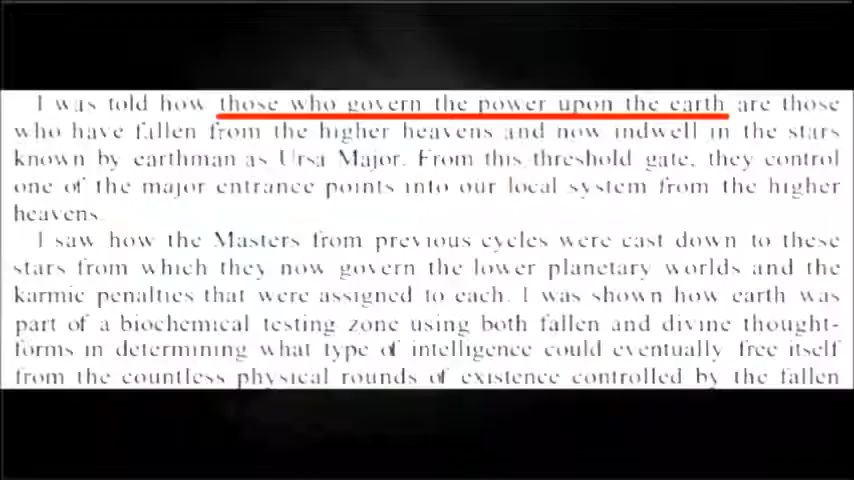 I was told how those who govern the power upon the earth are those
who have fallen from the higher heavens and now indwell in the stars
known by earthman as Ursa Major. From this threshold gate, they control
one of the major entrance points into our local system from the higher
heavens.
I saw how the Masters from previous cycles were cast down to these
stars from which they now govern the lower planetary worlds and the
karmic penalties that were assigned to each. I was shown how earth was
part of a biochemical testing zone using both fallen and divine thought-
forms in determining what type of intelligence could eventually free itself
from the countless physical rounds of existence controlled by the fallen